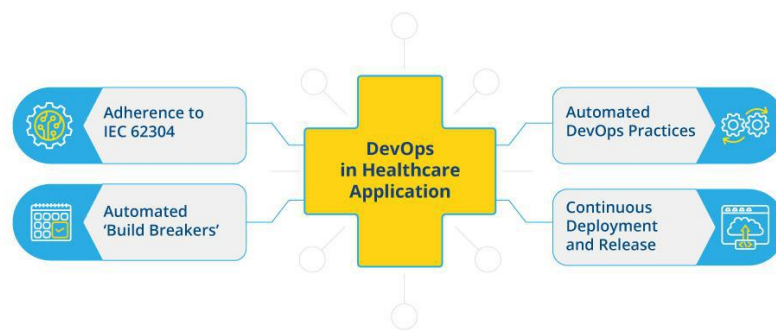 Adherence to
IEC 62304
Automated
'Build Breakers'
DevOps
in Healthcare
Application
Automated
DevOps Practices
Continuous
Deployment
and Release